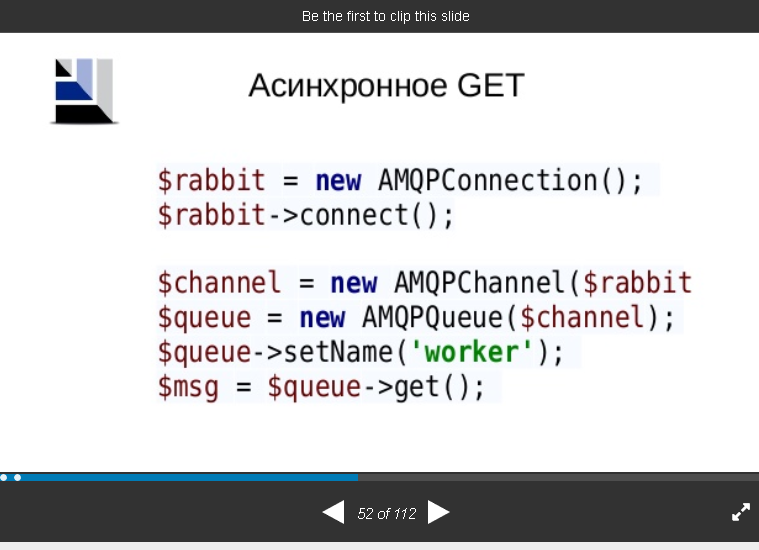 Be the first to clip this slide
Асинхронное GET
$rabbit = new AMQPConnection();
$rabbit->connect();
$channel = new AMQPChannel($rabbit
$queue = new AMQPQueue($channel);
$queue->setName('worker');
$msg = $queue->get();
52 of 112